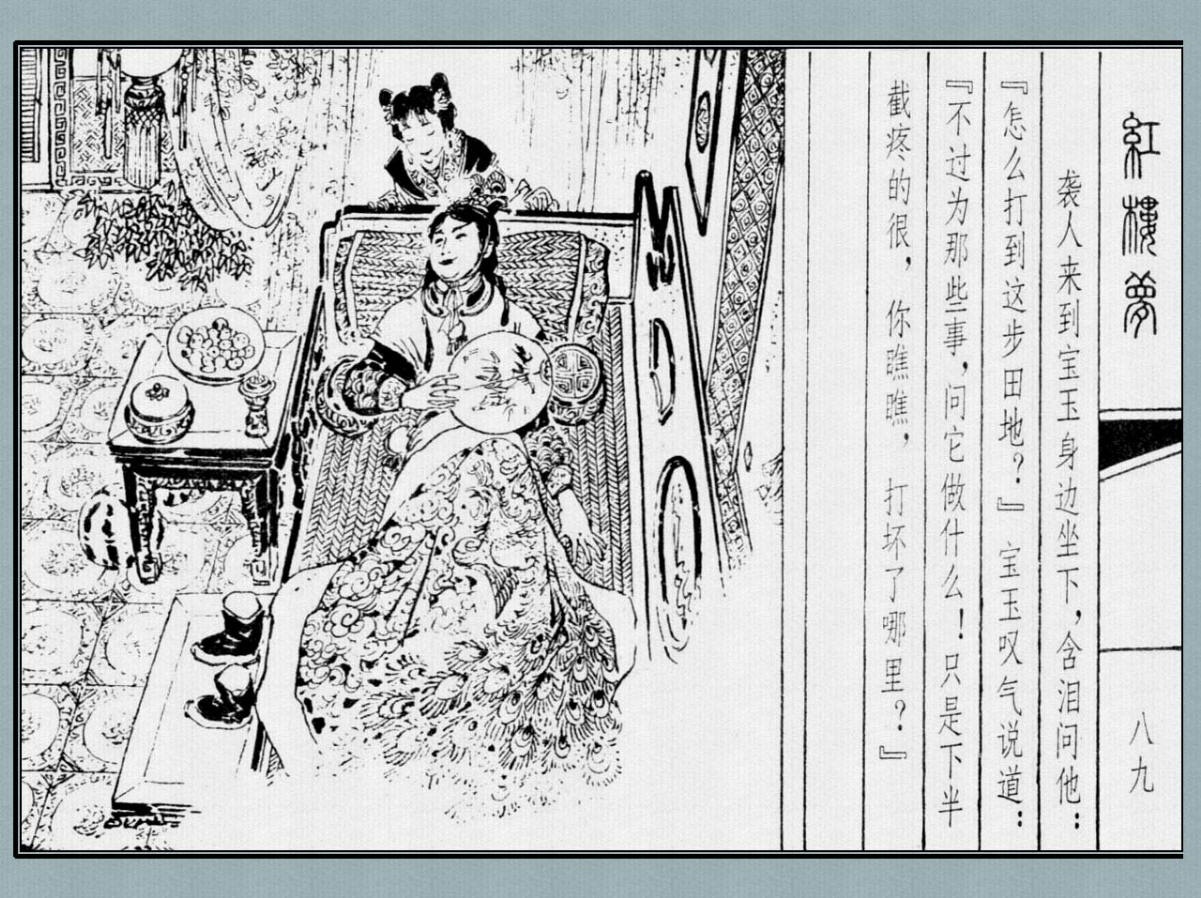 紅樓夢
八九
袭人来到宝玉身边坐下，含泪问他：
『怎么打到这步田地？』宝玉叹气说道：
『不过为那些事，问它做什么！只是下半
截疼的很，你瞧瞧，打坏了哪里？』